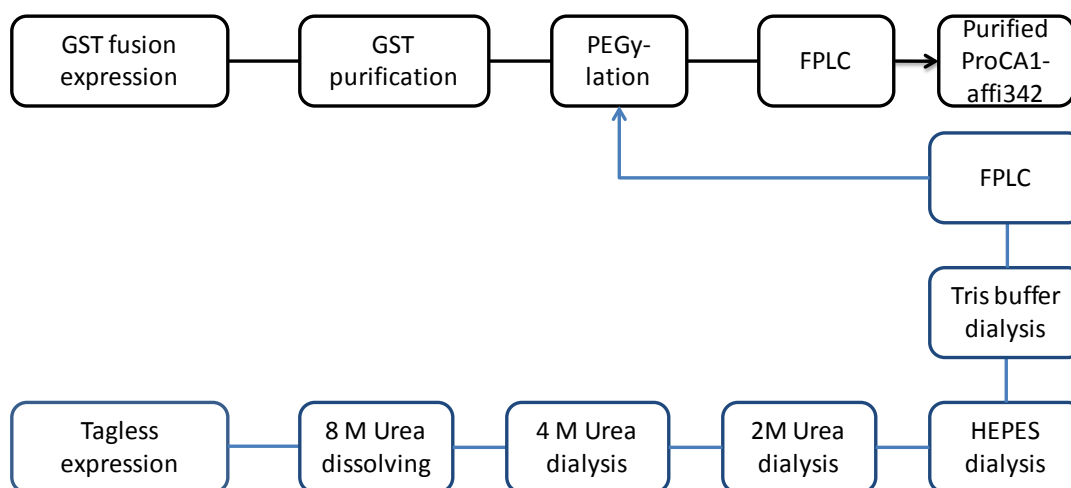 GST fusion
expression
GST
purification
PEGy-
lation
FPLC
Purified
ProCA1-
affi342
FPLC
Tris buffer
dialysis
Tagless
expression
8 M Urea
dissolving
4 M Urea
dialysis
2M Urea
dialysis
HEPES
dialysis